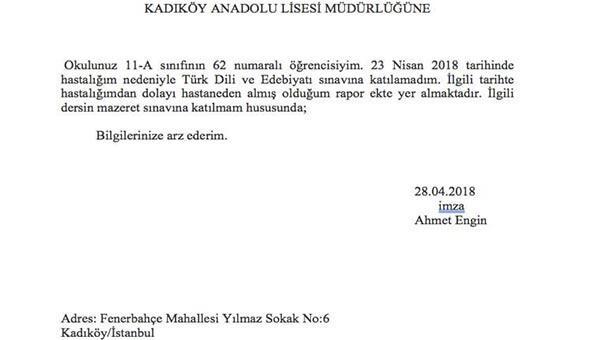 KADIKÖY ANADOLU LİSESİ MÜDÜRLÜĞÜNE
Okulunuz 11-A sınıfının 62 numaralı öğrencisiyim. 23 Nisan 2018 tarihinde
hastalığım nedeniyle Türk Dili ve Edebiyatı sınavına katılamadım. İlgili tarihte
hastalığımdan dolayı hastaneden almış olduğum rapor ekte yer almaktadır. İlgili
dersin mazeret sınavına katılmam hususunda;
Bilgilerinize arz ederim.
28.04.2018
imza
Ahmet Engin
Adres: Fenerbahçe Mahallesi Yılmaz Sokak No:6
Kadıköy/İstanbul